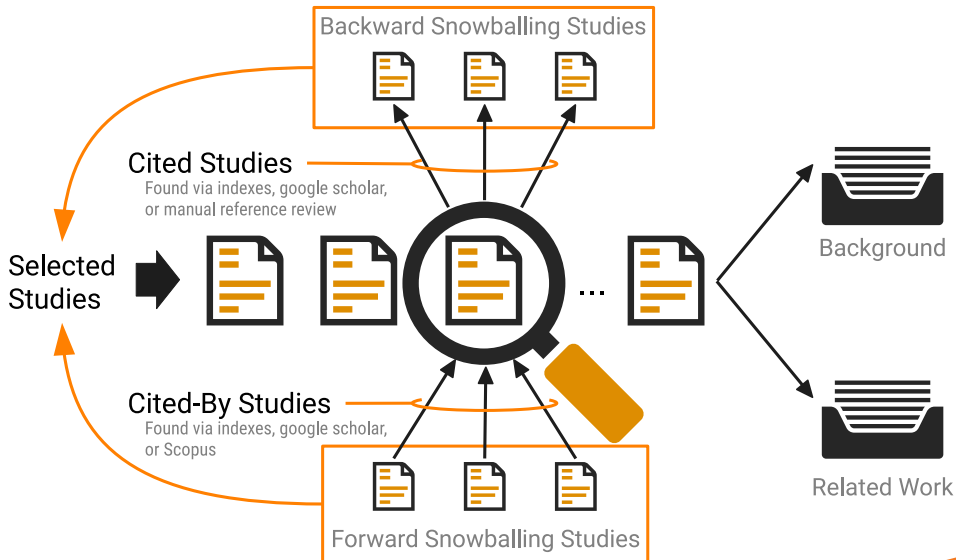 Backward Snowballing Studies
Cited Studies
Found via indexes, google scholar,
or manual reference review
Selected
Studies
...
Background
Cited-By Studies
Found via indexes, google scholar,
or Scopus
Related Work
Forward Snowballing Studies